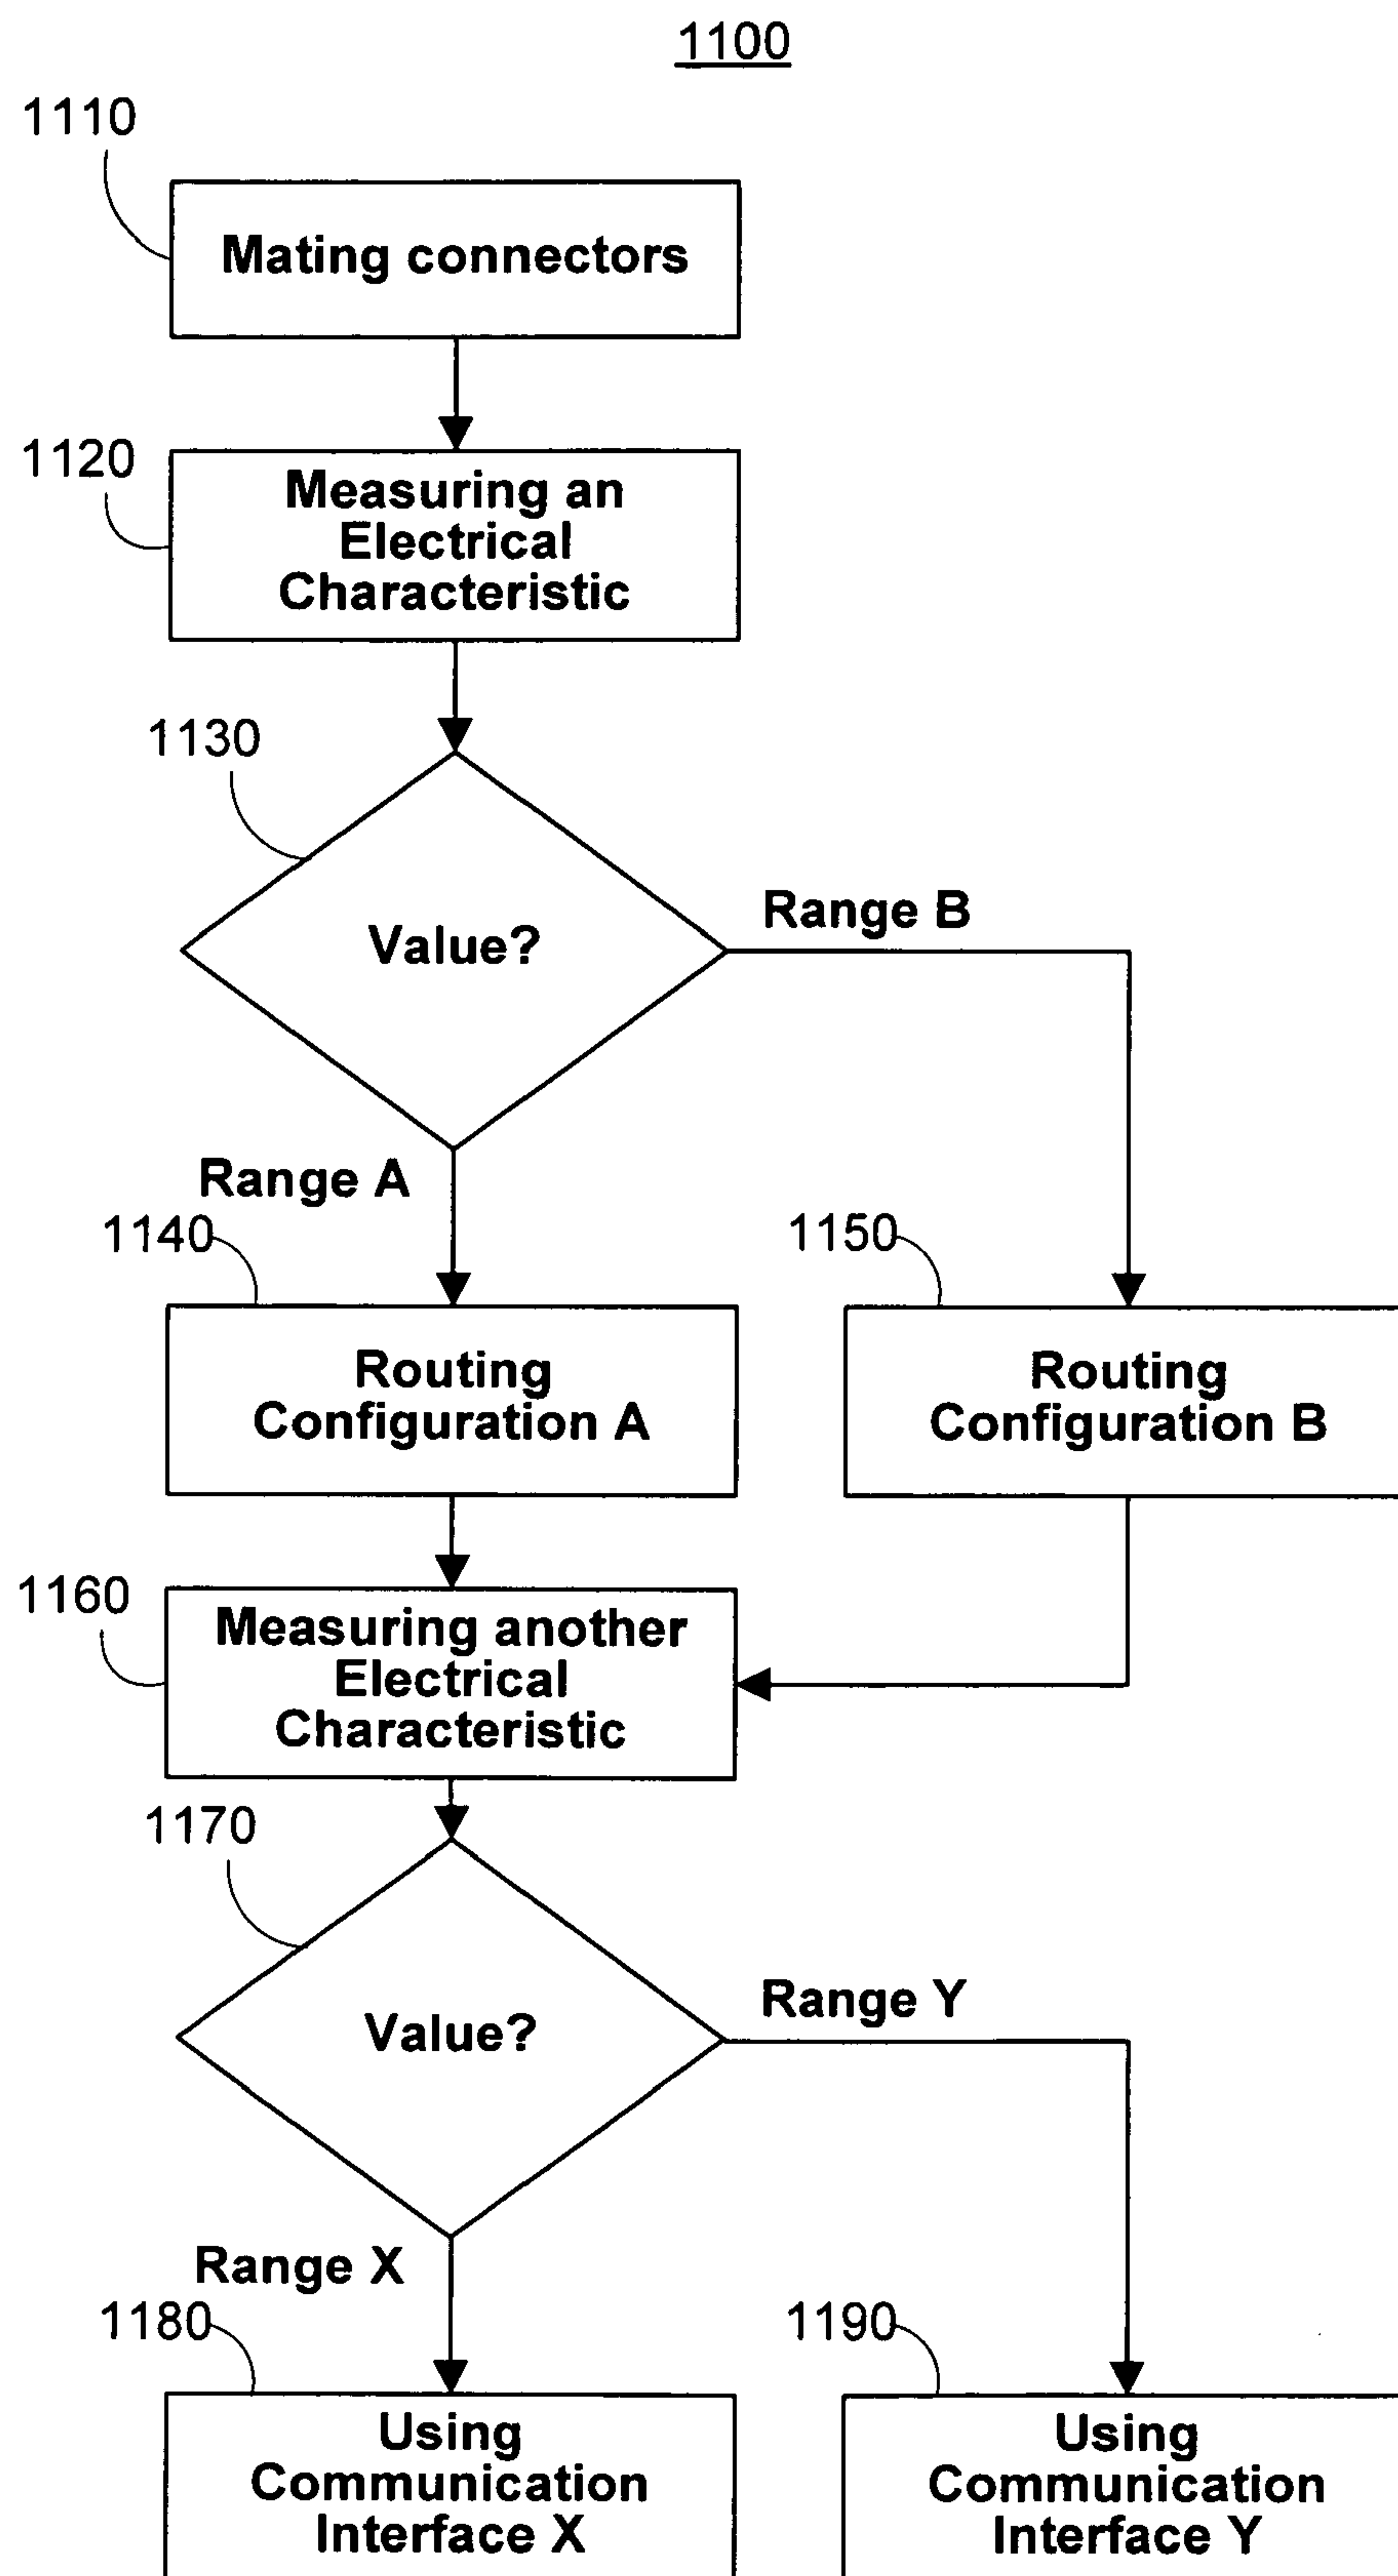 1100
1110
Mating connectors
1120
Measuring an
Electrical
Characteristic
1130
Value?
Range B
Range A
1140
Routing
Configuration A
1150
Routing
Configuration B
1160
Measuring another
Electrical
Characteristic
1170
Value?
Range Y
Range X
1180
Using
Communication
Interface X
1190
Using
Communication
Interface Y